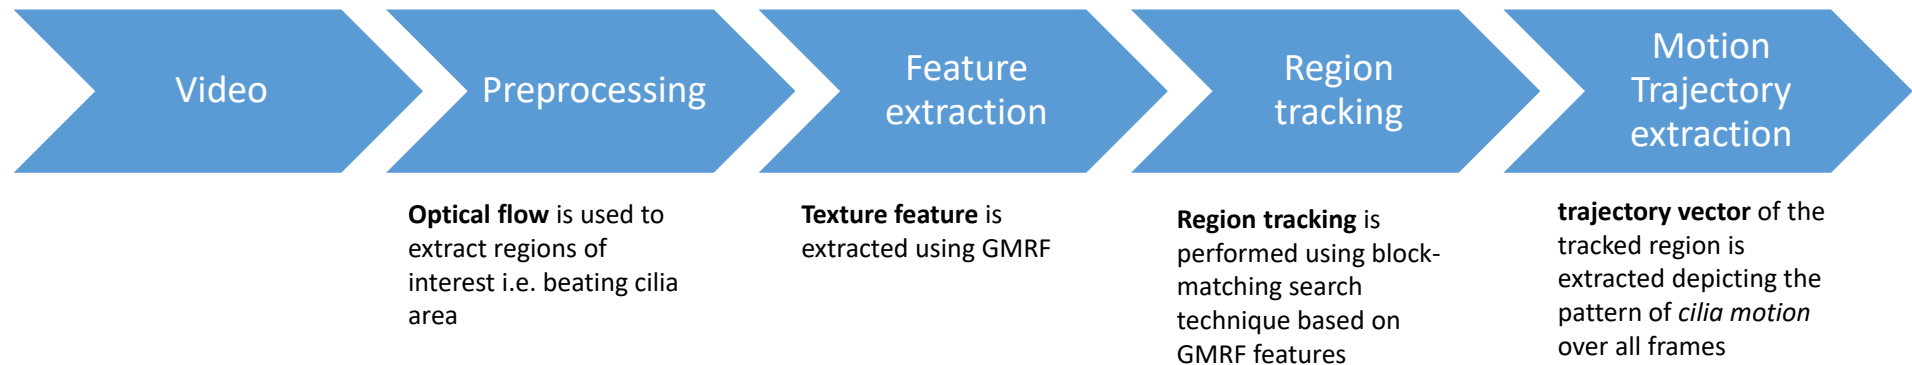 Video
Preprocessing
Feature
extraction
Region
tracking
Motion
Trajectory
extraction
Optical flow is used to
extract regions of
interest i.e. beating cilia
area
Texture feature is
extracted using GMRF
Region tracking is
performed using block-
matching search
technique based on
GMRF features
trajectory vector of the
tracked region is
extracted depicting the
pattern of cilia motion
over all frames